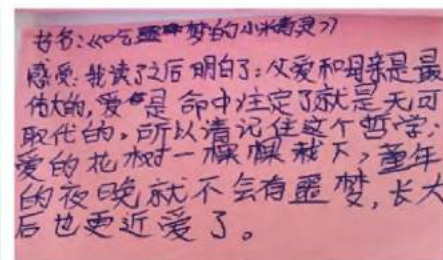 书名:《吃噩梦的小精灵》
感受:我读了之后明白了:父爱和母亲是最
伟大的,爱是命中注定了就是无可
取代的。所以请记住这个哲学,
爱的花树一棵棵栽下,童年
的夜晚就不会有噩梦,长大
后也更近爱了。